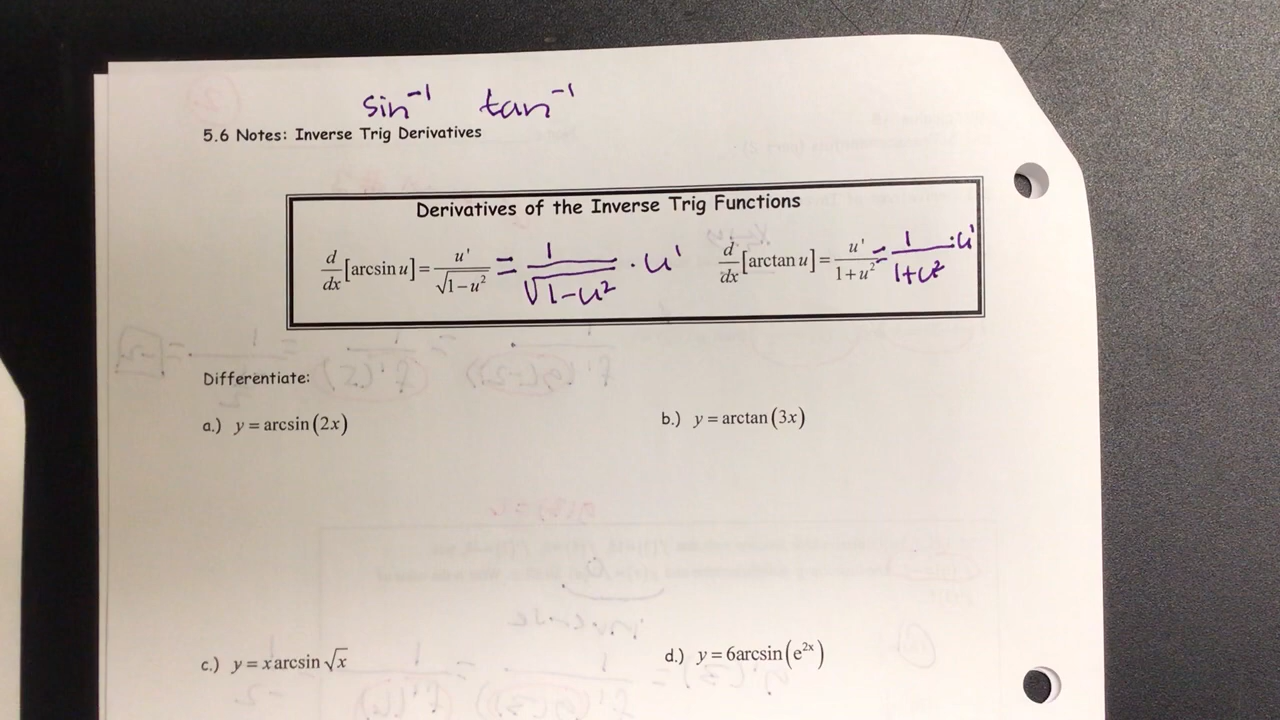 sin⁻¹ tan⁻¹
5.6 Notes: Inverse Trig Derivatives
Derivatives of the Inverse Trig Functions
d/dx [arcsin u] = u'/√(1−u²) = 1/√(1−u²) · u' d/dx [arctan u] = u'/(1+u²) = 1/(1+u²) · u'
Differentiate:
a.) y = arcsin(2x) b.) y = arctan(3x)
c.) y = x arcsin √x d.) y = 6arcsin(e²ˣ)